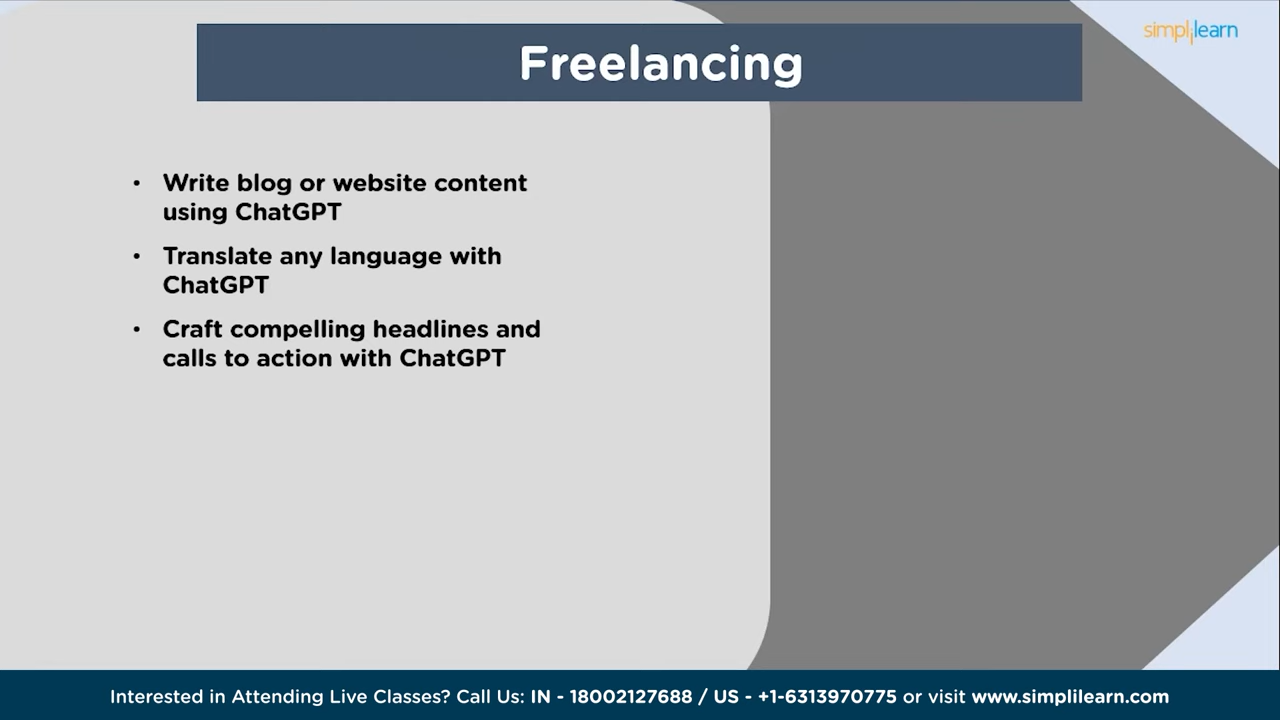 Freelancing
simplilearn
• Write blog or website content
using ChatGPT
• Translate any language with
ChatGPT
• Craft compelling headlines and
calls to action with ChatGPT
Interested in Attending Live Classes? Call Us: IN - 18002127688 / US - +1-6313970775 or visit www.simplilearn.com